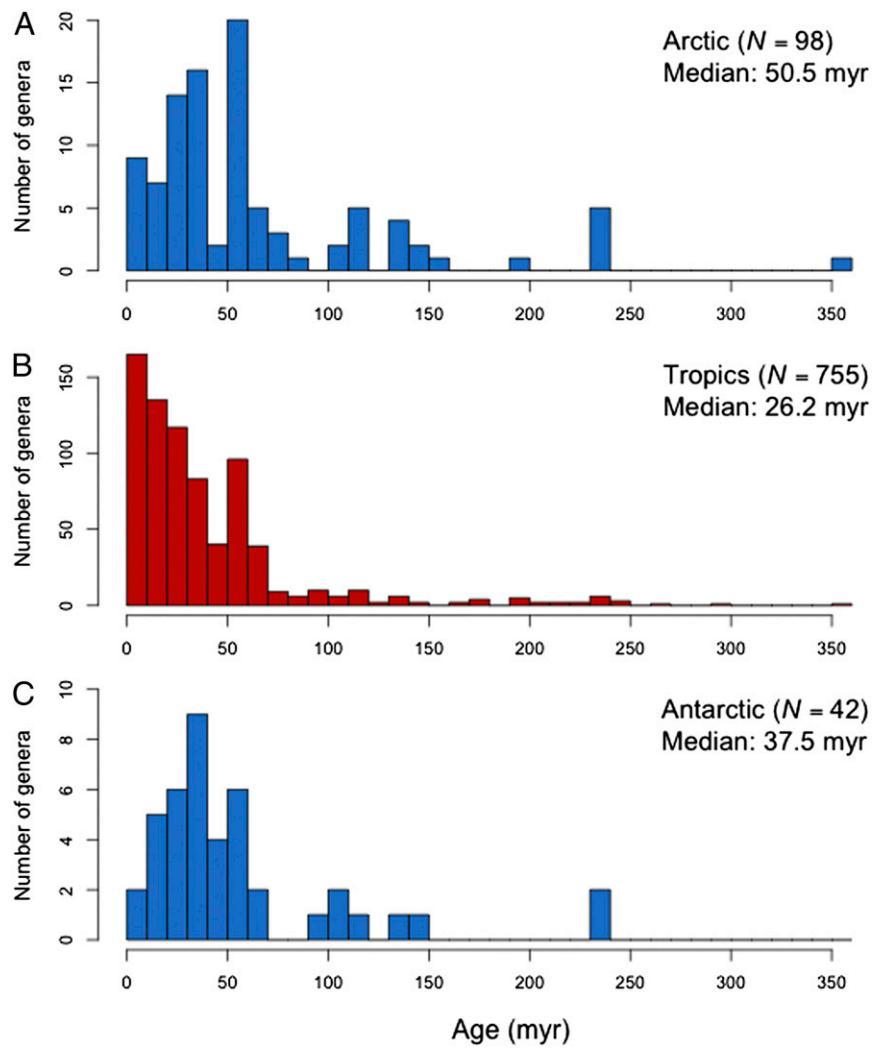 A
Arctic (N = 98)
Median: 50.5 myr
Number of genera
20
15
10
5
0
0 50 100 150 200 250 300 350
B
Tropics (N = 755)
Median: 26.2 myr
Number of genera
150
100
50
0
0 50 100 150 200 250 300 350
C
Antarctic (N = 42)
Median: 37.5 myr
Number of genera
10
8
6
4
2
0
0 50 100 150 200 250 300 350
Age (myr)